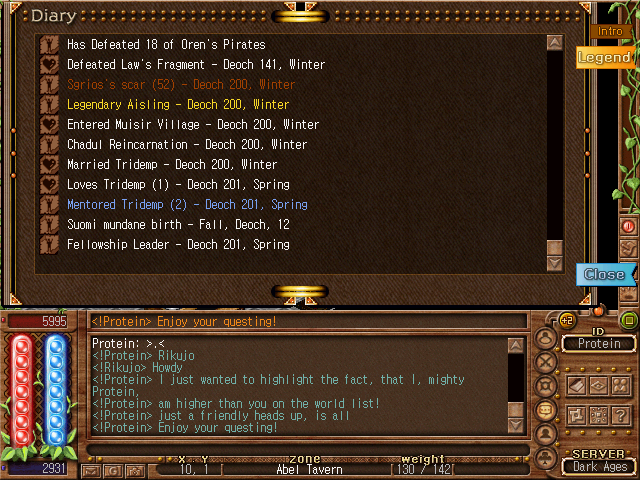 Diary
Intro
Legend
Has Defeated 18 of Oren's Pirates
Defeated Law's Fragment - Deoch 141, Winter
Sgrios's scar (52) - Deoch 200, Winter
Legendary Aisling - Deoch 200, Winter
Entered Muisir Village - Deoch 200, Winter
Chadul Reincarnation - Deoch 200, Winter
Married Tridemp - Deoch 200, Winter
Loves Tridemp (1) - Deoch 201, Spring
Mentored Tridemp (2) - Deoch 201, Spring
Suomi mundane birth - Fall, Deoch, 12
Fellowship Leader - Deoch 201, Spring
Close
5995
<!Protein> Enjoy your questing!
+2
ID
Protein
Protein: >,<
<!Protein> Rikujo
<!Rikujo> Howdy
<!Protein> I just wanted to highlight the fact, that I, mighty
Protein,
<!Protein> am higher than you on the world list!
<!Protein> just a friendly heads up, is all
<!Protein> Enjoy your questing!
?
x y zone weight
2931
10, 1 [ Abel Tavern [130 / 142[
SERVER
Dark Ages